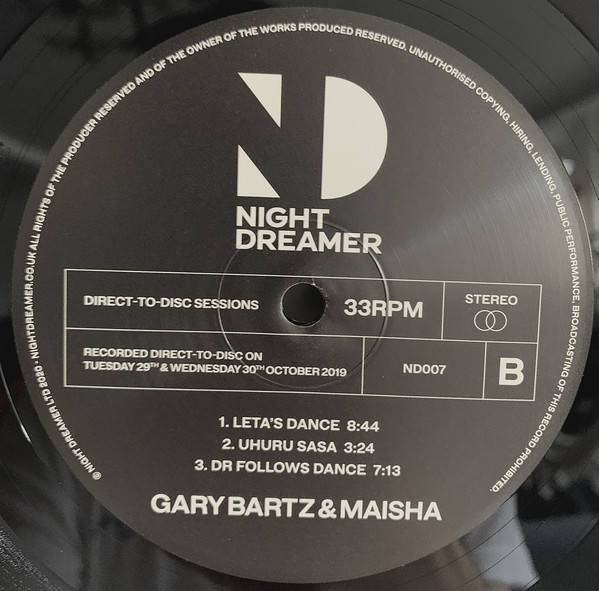 ℗ NIGHT DREAMER LTD 2020 - NIGHTDREAMER.CO.UK ALL RIGHTS OF THE PRODUCER RESERVED AND OF THE OWNER OF THE WORKS PRODUCED RESERVED. UNAUTHORISED COPYING, HIRING, LENDING, PUBLIC PERFORMANCE, BROADCASTING OF THIS RECORD PROHIBITED.
ND
NIGHT
DREAMER
DIRECT-TO-DISC SESSIONS
33RPM
STEREO
RECORDED DIRECT-TO-DISC ON
TUESDAY 29TH & WEDNESDAY 30TH OCTOBER 2019
ND007
B
1. LETA'S DANCE 8:44
2. UHURU SASA 3:24
3. DR FOLLOWS DANCE 7:13
GARY BARTZ & MAISHA